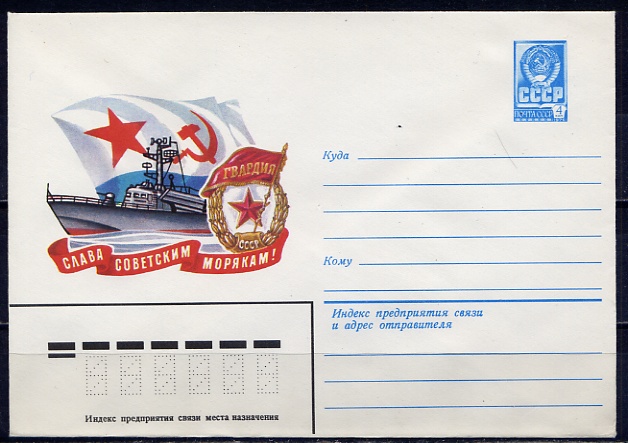 СССР
ПОЧТА СССР 4
ГВАРДИЯ
СССР
СЛАВА СОВЕТСКИМ МОРЯКАМ!
Куда
Кому
Индекс предприятия связи
и адрес отправителя
Индекс предприятия связи места назначения